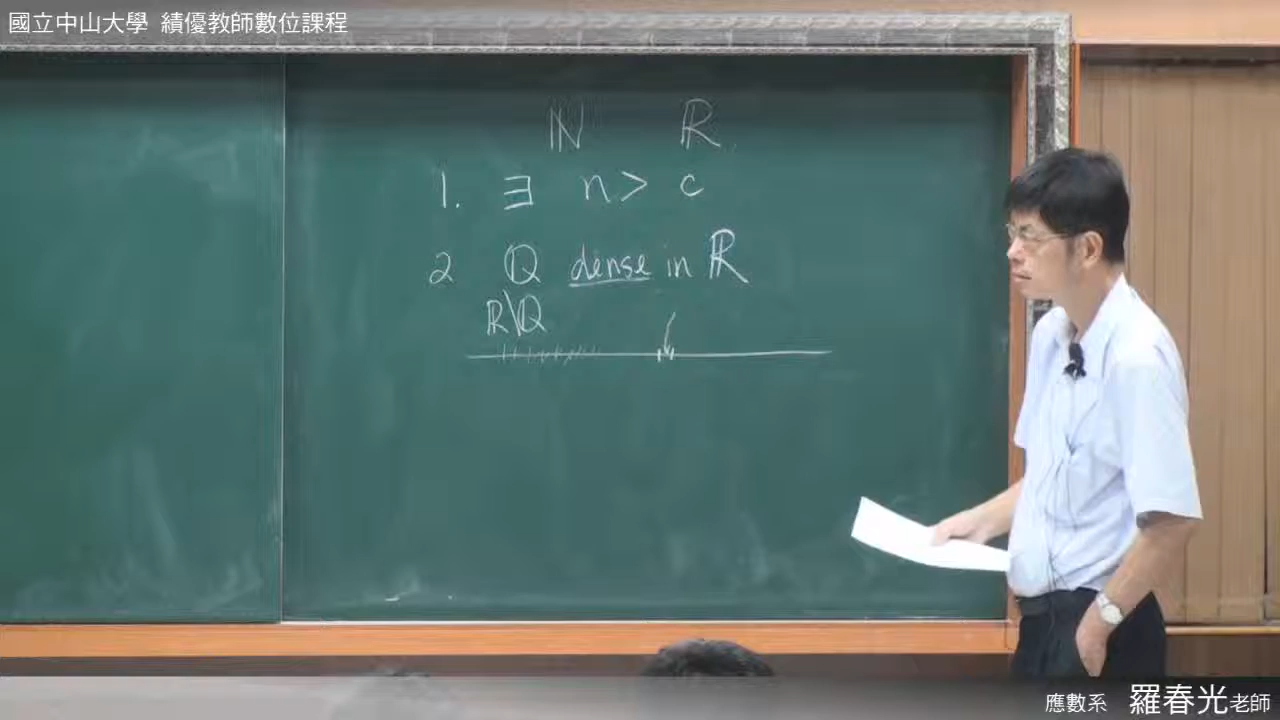 國立中山大學 績優教師數位課程
ℕ ℝ
1. ∃ n > c
2 ℚ dense in ℝ
ℝ\ℚ
應數系 羅春光老師